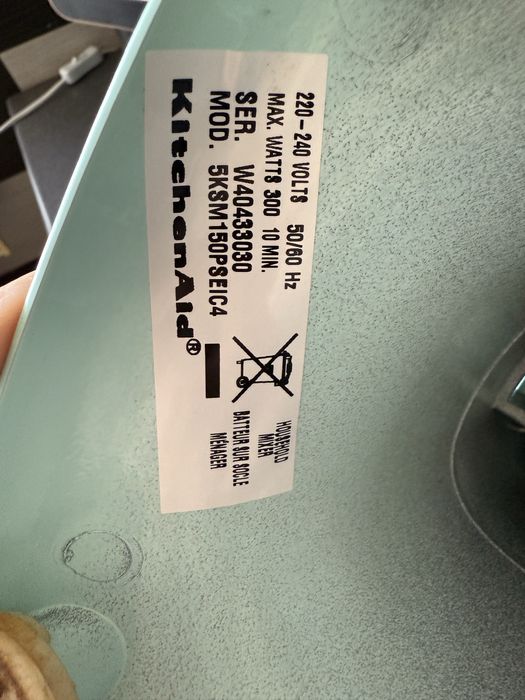 KitchenAid®
MOD. 5KSM150PSEIC4
SER. W40433030
MAX. WATTS 300 10 MIN.
220-240 VOLTS 50/60 Hz
HOUSEHOLD
MIXER
BATTEUR SUR SOCLE
MÉNAGER